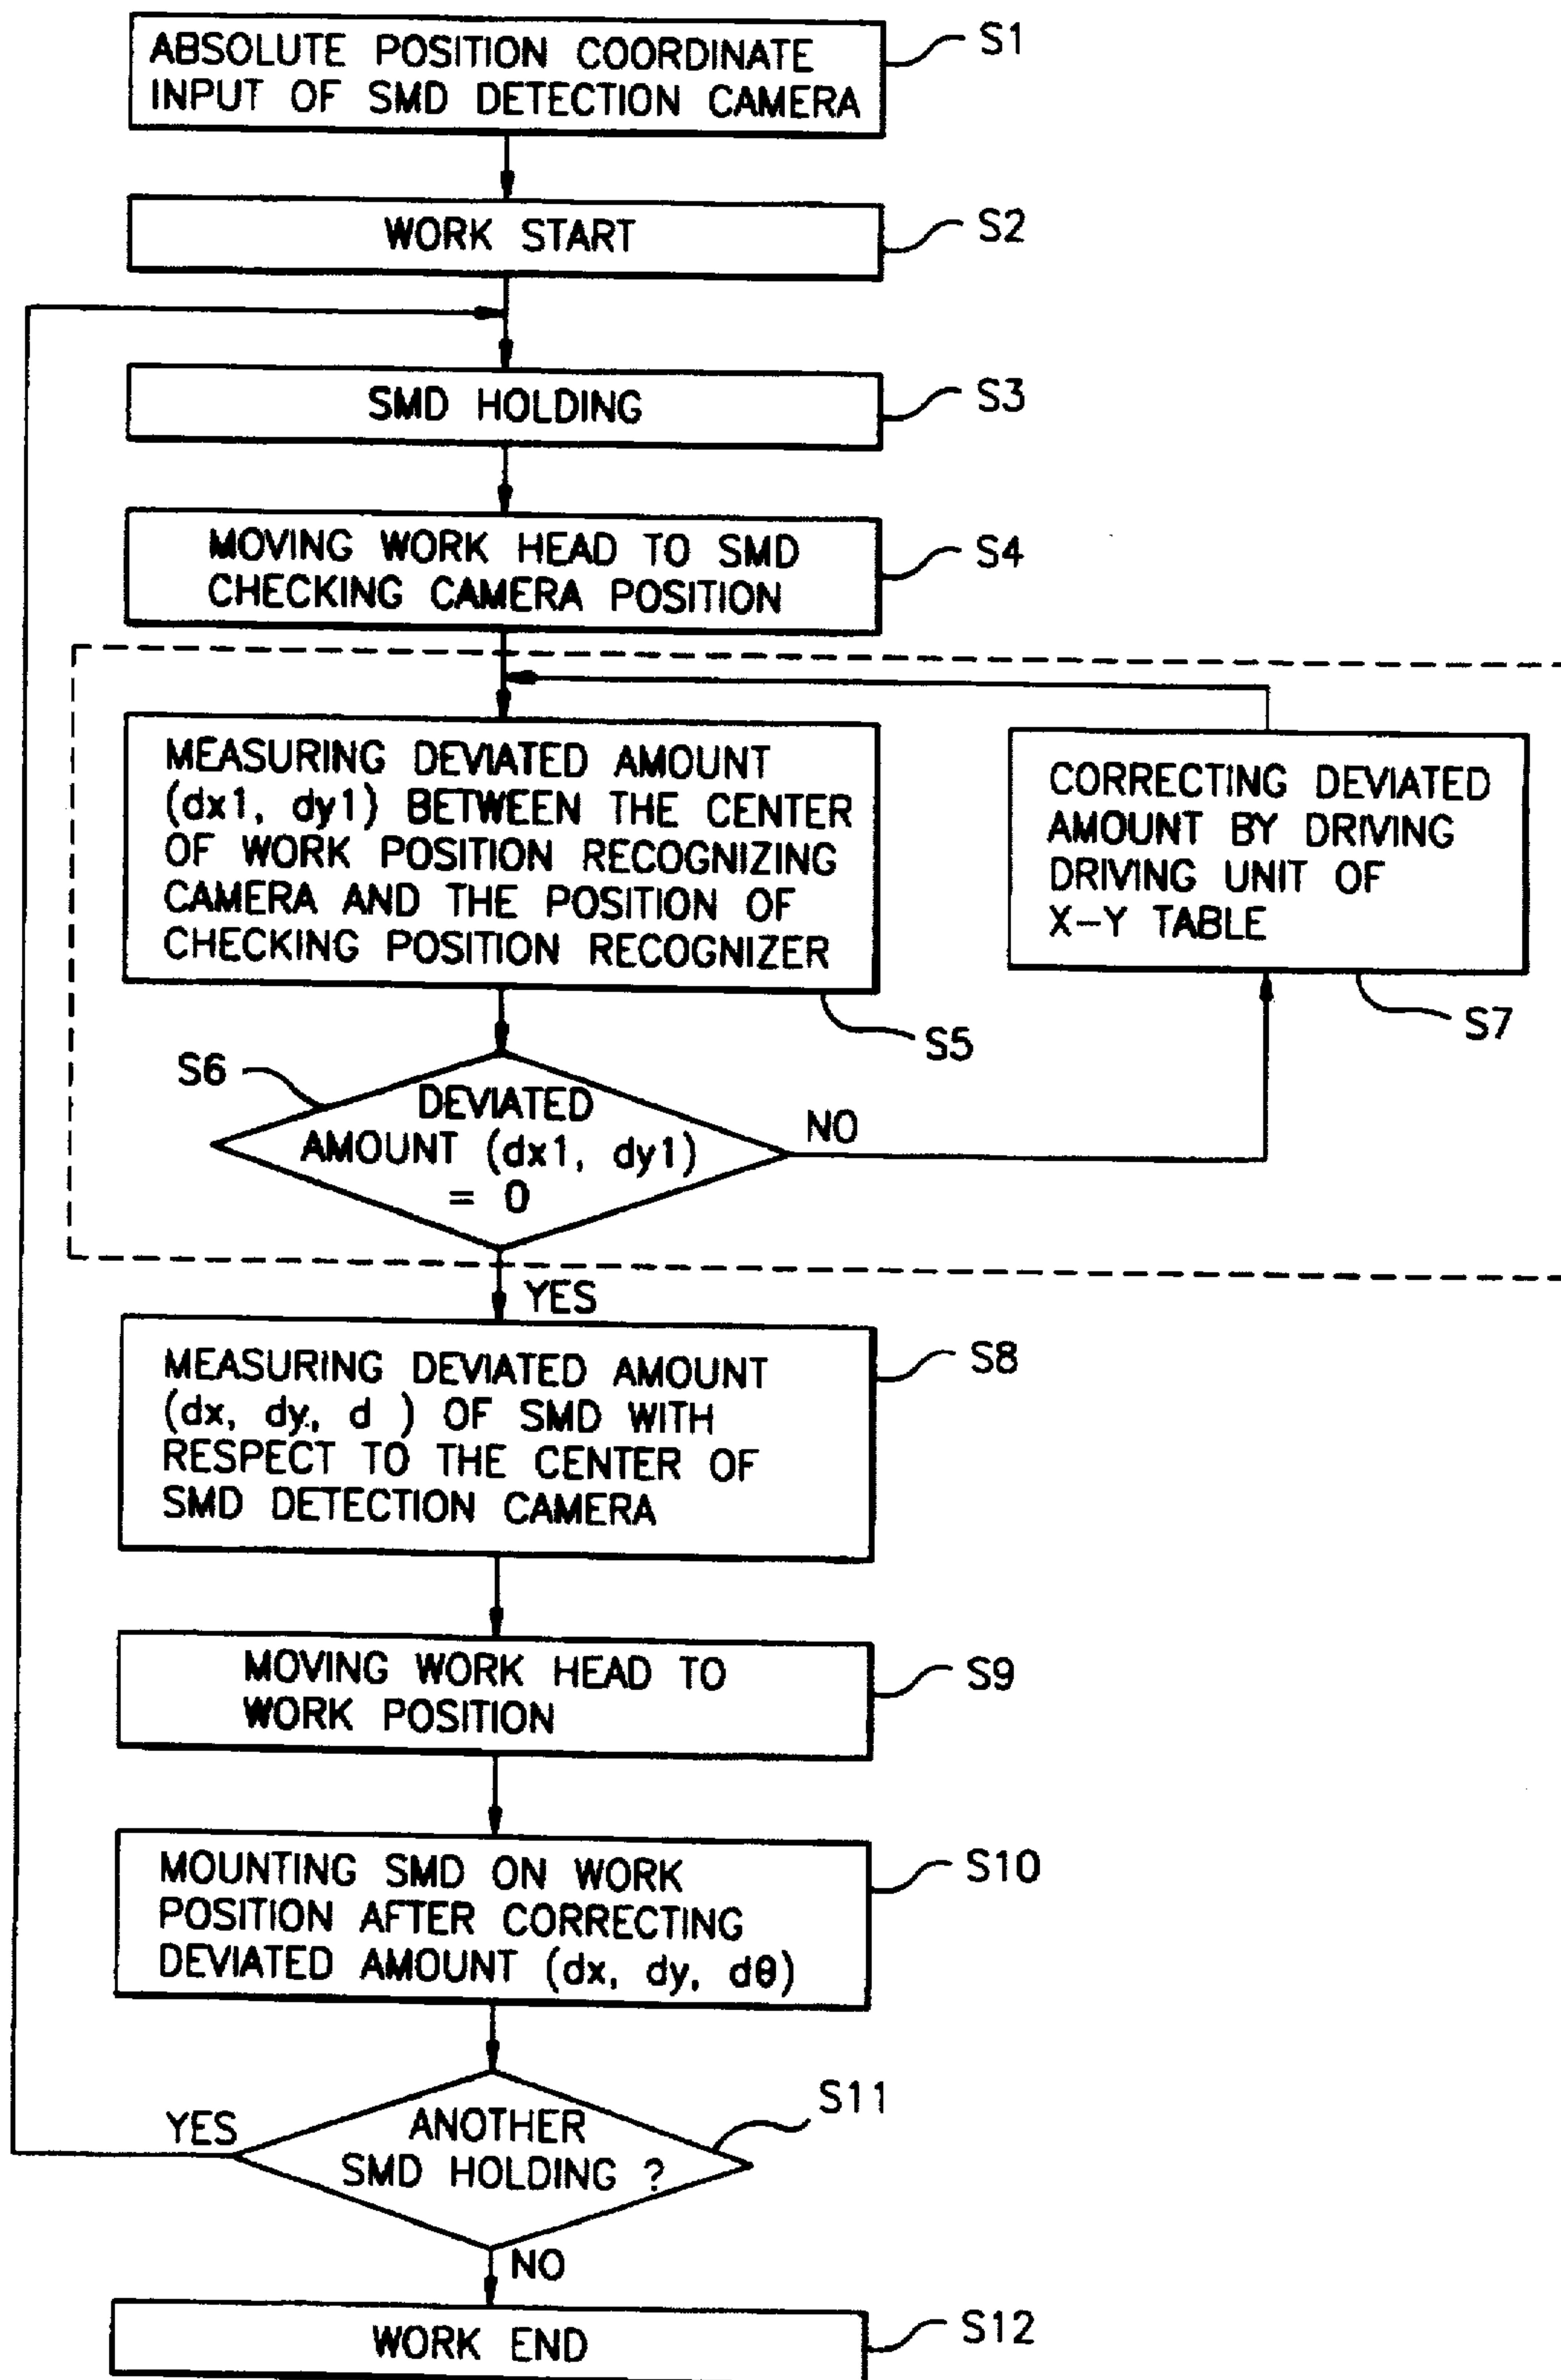 ABSOLUTE POSITION COORDINATE
INPUT OF SMD DETECTION CAMERA
S1
WORK START
S2
SMD HOLDING
S3
MOVING WORK HEAD TO SMD
CHECKING CAMERA POSITION
S4
MEASURING DEVIATED AMOUNT
(dx1, dy1) BETWEEN THE CENTER
OF WORK POSITION RECOGNIZING
CAMERA AND THE POSITION OF
CHECKING POSITION RECOGNIZER
S5
CORRECTING DEVIATED
AMOUNT BY DRIVING
DRIVING UNIT OF
X-Y TABLE
S7
S6
DEVIATED
AMOUNT (dx1, dy1)
= 0
NO
YES
MEASURING DEVIATED AMOUNT
(dx, dy, d ) OF SMD WITH
RESPECT TO THE CENTER OF
SMD DETECTION CAMERA
S8
MOVING WORK HEAD TO
WORK POSITION
S9
MOUNTING SMD ON WORK
POSITION AFTER CORRECTING
DEVIATED AMOUNT (dx, dy, dθ)
S10
YES
ANOTHER
SMD HOLDING ?
S11
NO
WORK END
S12